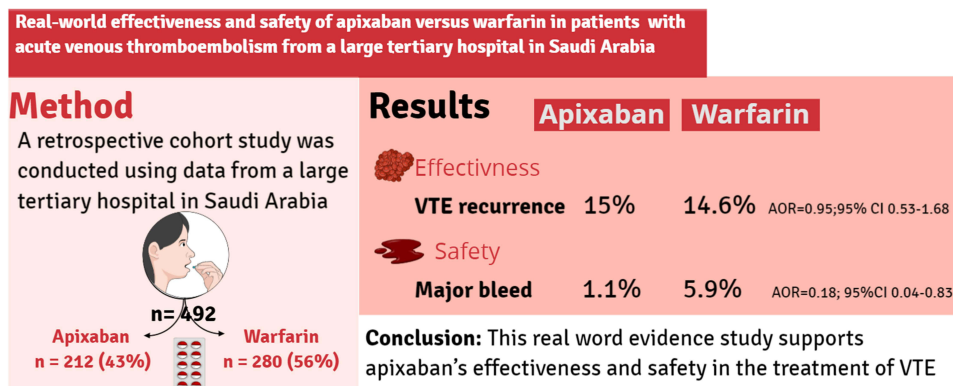 Real-world effectiveness and safety of apixaban versus warfarin in patients with
acute venous thromboembolism from a large tertiary hospital in Saudi Arabia
Method
A retrospective cohort study was
conducted using data from a large
tertiary hospital in Saudi Arabia
n= 492
Apixaban Warfarin
n = 212 (43%) n = 280 (56%)
Results Apixaban Warfarin
Effectivness
VTE recurrence 15% 14.6% AOR=0.95;95% CI 0.53-1.68
Safety
Major bleed 1.1% 5.9% AOR=0.18; 95%CI 0.04-0.83
Conclusion: This real word evidence study supports
apixaban's effectiveness and safety in the treatment of VTE